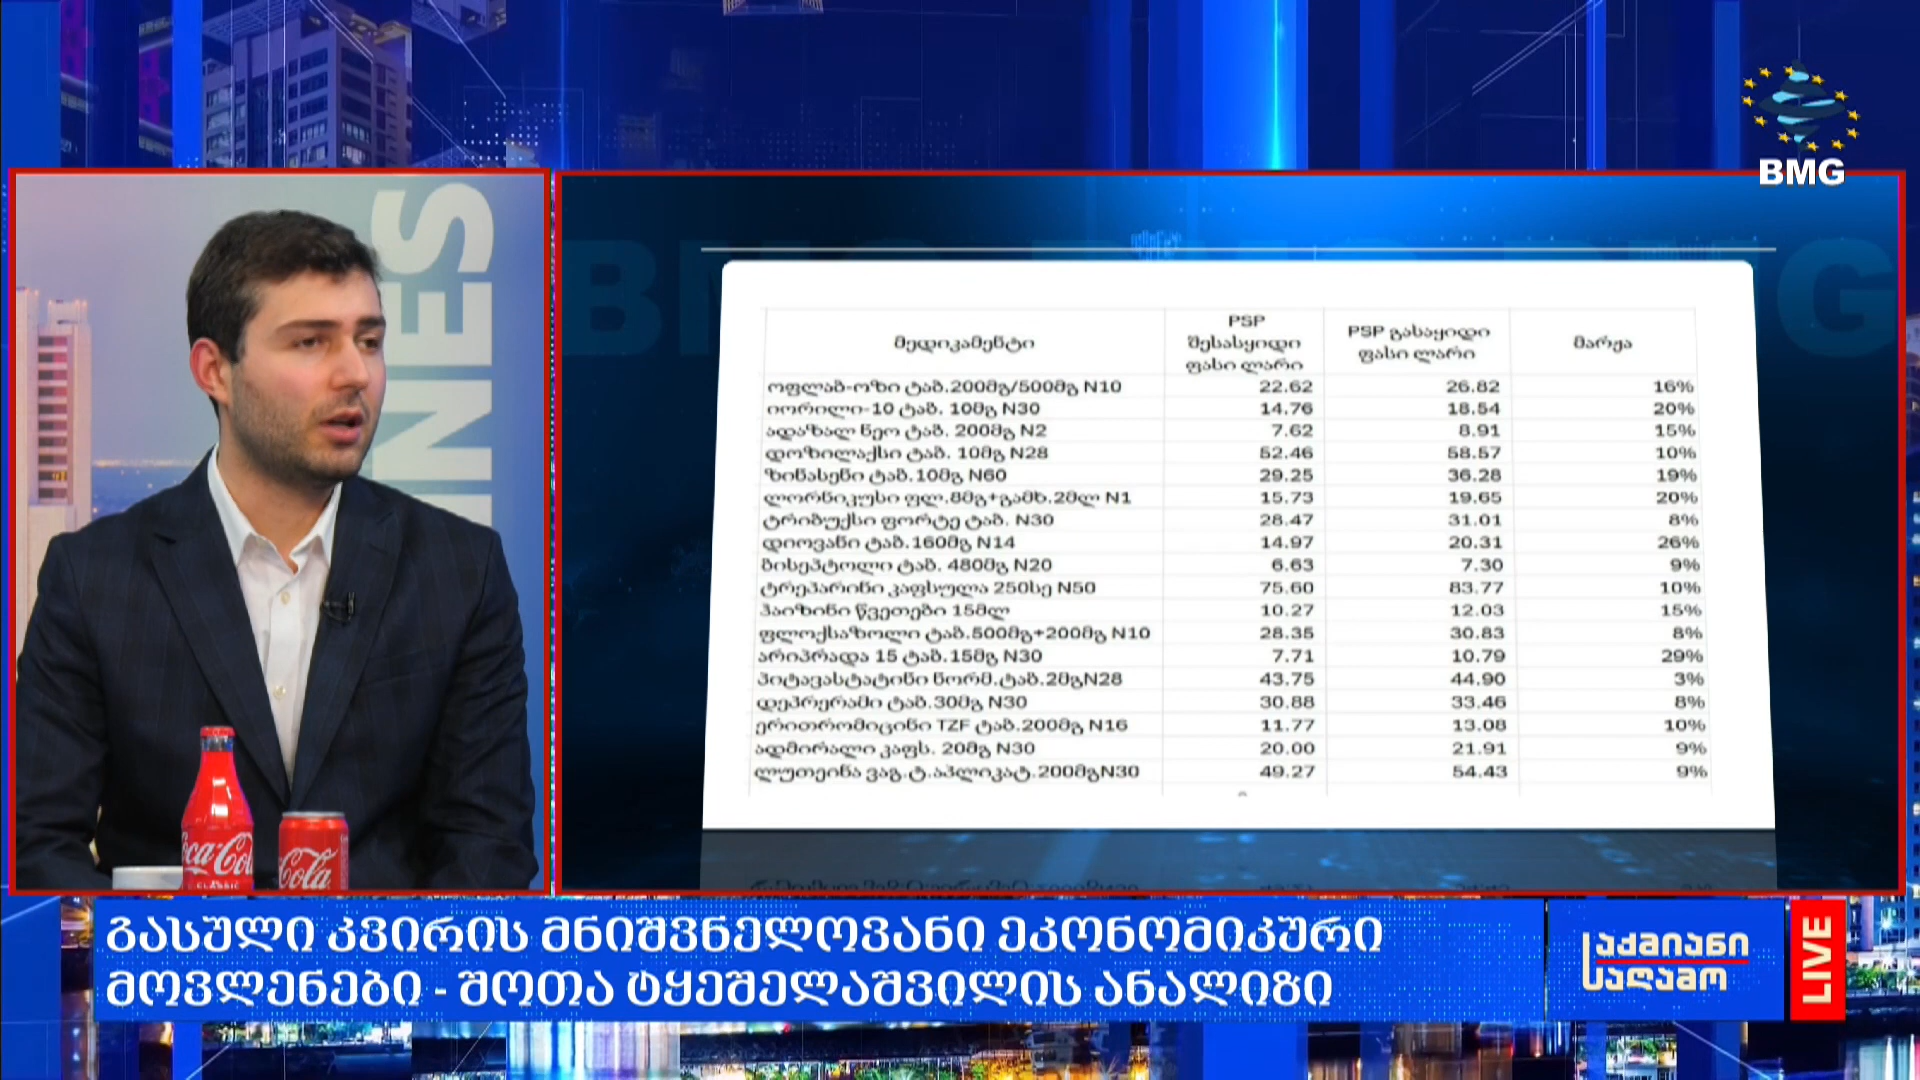 BMG
INES
მედიკამენტი
PSP
შესასყიდი
ფასი ლარი
PSP გასაყიდი
ფასი ლარი
მარჟა
ოფლაბ-ოზი ტაბ.200მგ/500მგ N10 22.62 26.82 16%
იორილი-10 ტაბ. 10მგ N30 14.76 18.54 20%
ადაზალ ნეო ტაბ. 200მგ N2 7.62 8.91 15%
დოზილაქსი ტაბ. 10მგ N28 52.46 58.57 10%
ზინასენი ტაბ.10მგ N60 29.25 36.28 19%
ლორნიკუსი ფლ.8მგ+გამხ.2მლ N1 15.73 19.65 20%
ტრიბუქსი ფორტე ტაბ. N30 28.47 31.01 8%
დიოვანი ტაბ.160მგ N14 14.97 20.31 26%
ბისეპტოლი ტაბ. 480მგ N20 6.63 7.30 9%
ტრეპარინი კაფსულა 250სე N50 75.60 83.77 10%
პაიზინი წვეთები 15მლ 10.27 12.03 15%
ფლოქსაზოლი ტაბ.500მგ+200მგ N10 28.35 30.83 8%
არიპრადა 15 ტაბ.15მგ N30 7.71 10.79 29%
პიტავასტატინი ნორმ.ტაბ.2მგN28 43.75 44.90 3%
დეპრერამი ტაბ.30მგ N30 30.88 33.46 8%
ერითრომიცინი TZF ტაბ.200მგ N16 11.77 13.08 10%
ადმირალი კაფს. 20მგ N30 20.00 21.91 9%
ლუთეინა ვაგ.ტ.აპლიკატ.200მგN30 49.27 54.43 9%
Coca-Cola
CLASSIC
Cola
გასული კვირის მნიშვნელოვანი ეკონომიკური
მოვლენები - შოთა ტყეშელაშვილის ანალიზი
საქმიანი
საღამო
LIVE